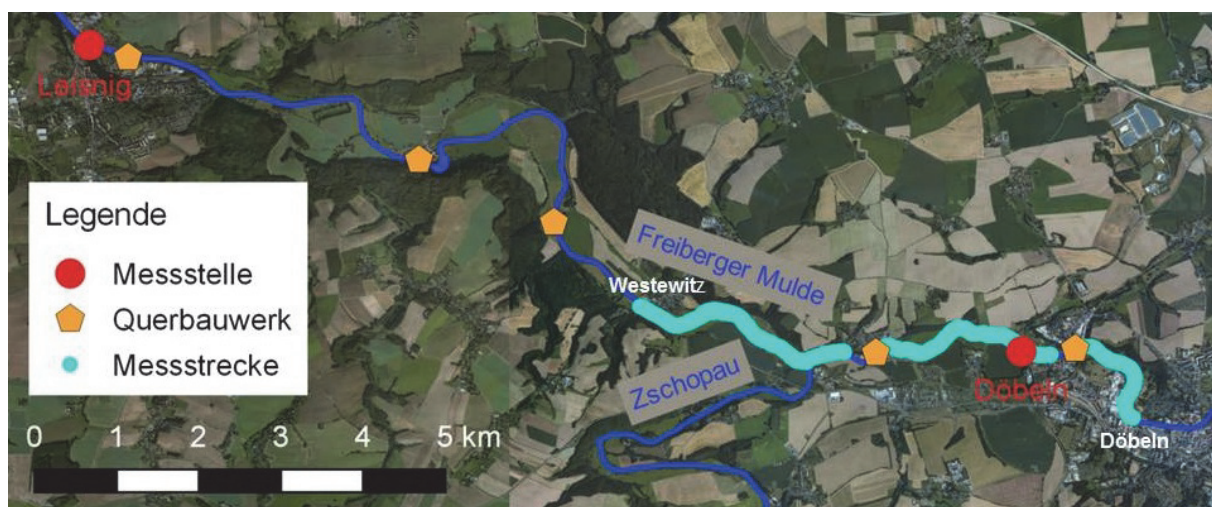 Leisnig
Legende
Messstelle
Querbauwerk
Messstrecke
Freiberger Mulde
Westewitz
Zschopau
Döbeln
Döbeln
0 1 2 3 4 5 km